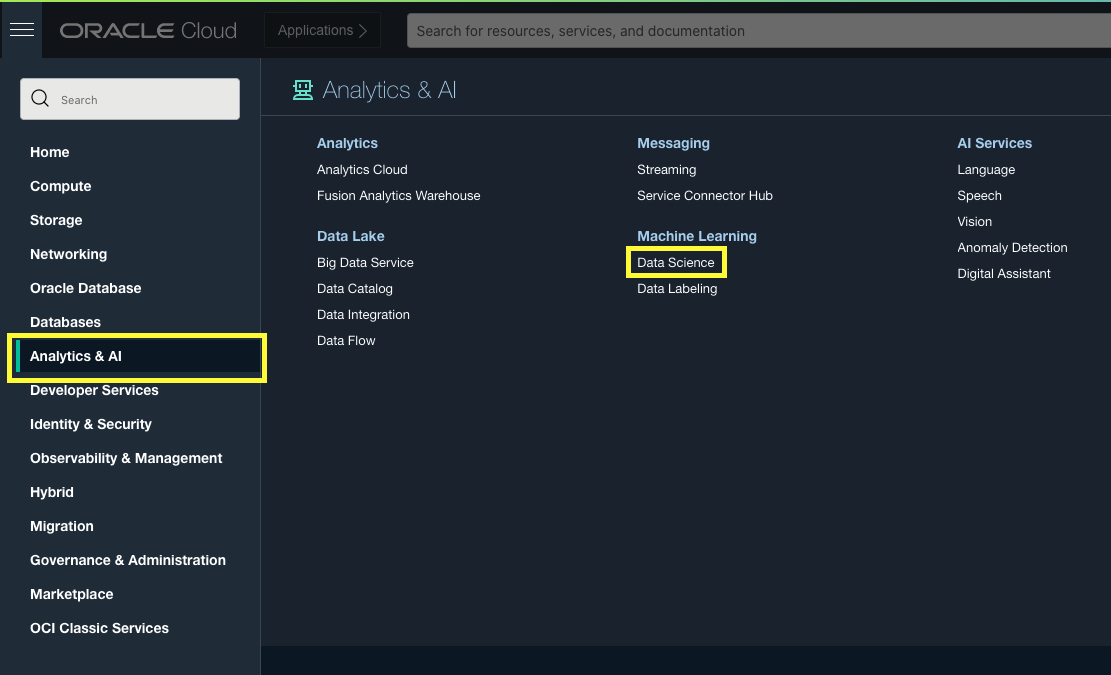 ORACLE Cloud
Applications
Search for resources, services, and documentation
Search
Home
Compute
Storage
Networking
Oracle Database
Databases
Analytics & AI
Developer Services
Identity & Security
Observability & Management
Hybrid
Migration
Governance & Administration
Marketplace
OCI Classic Services
Analytics & AI
Analytics
Analytics Cloud
Fusion Analytics Warehouse
Data Lake
Big Data Service
Data Catalog
Data Integration
Data Flow
Messaging
Streaming
Service Connector Hub
Machine Learning
Data Science
Data Labeling
AI Services
Language
Speech
Vision
Anomaly Detection
Digital Assistant